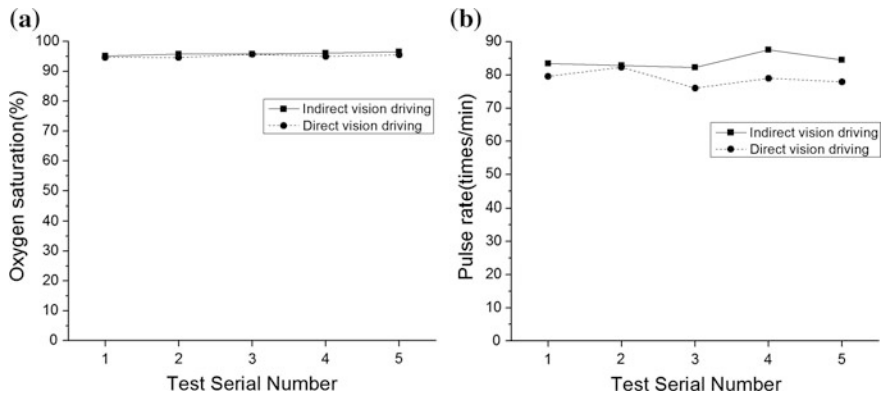 (a)
100
90
80
70
60
50
40
30
20
10
0
Oxygen saturation(%)
Indirect vision driving
Direct vision driving
1 2 3 4 5
Test Serial Number
(b)
90
80
70
60
50
40
30
20
10
0
Pulse rate(times/min)
Indirect vision driving
Direct vision driving
1 2 3 4 5
Test Serial Number